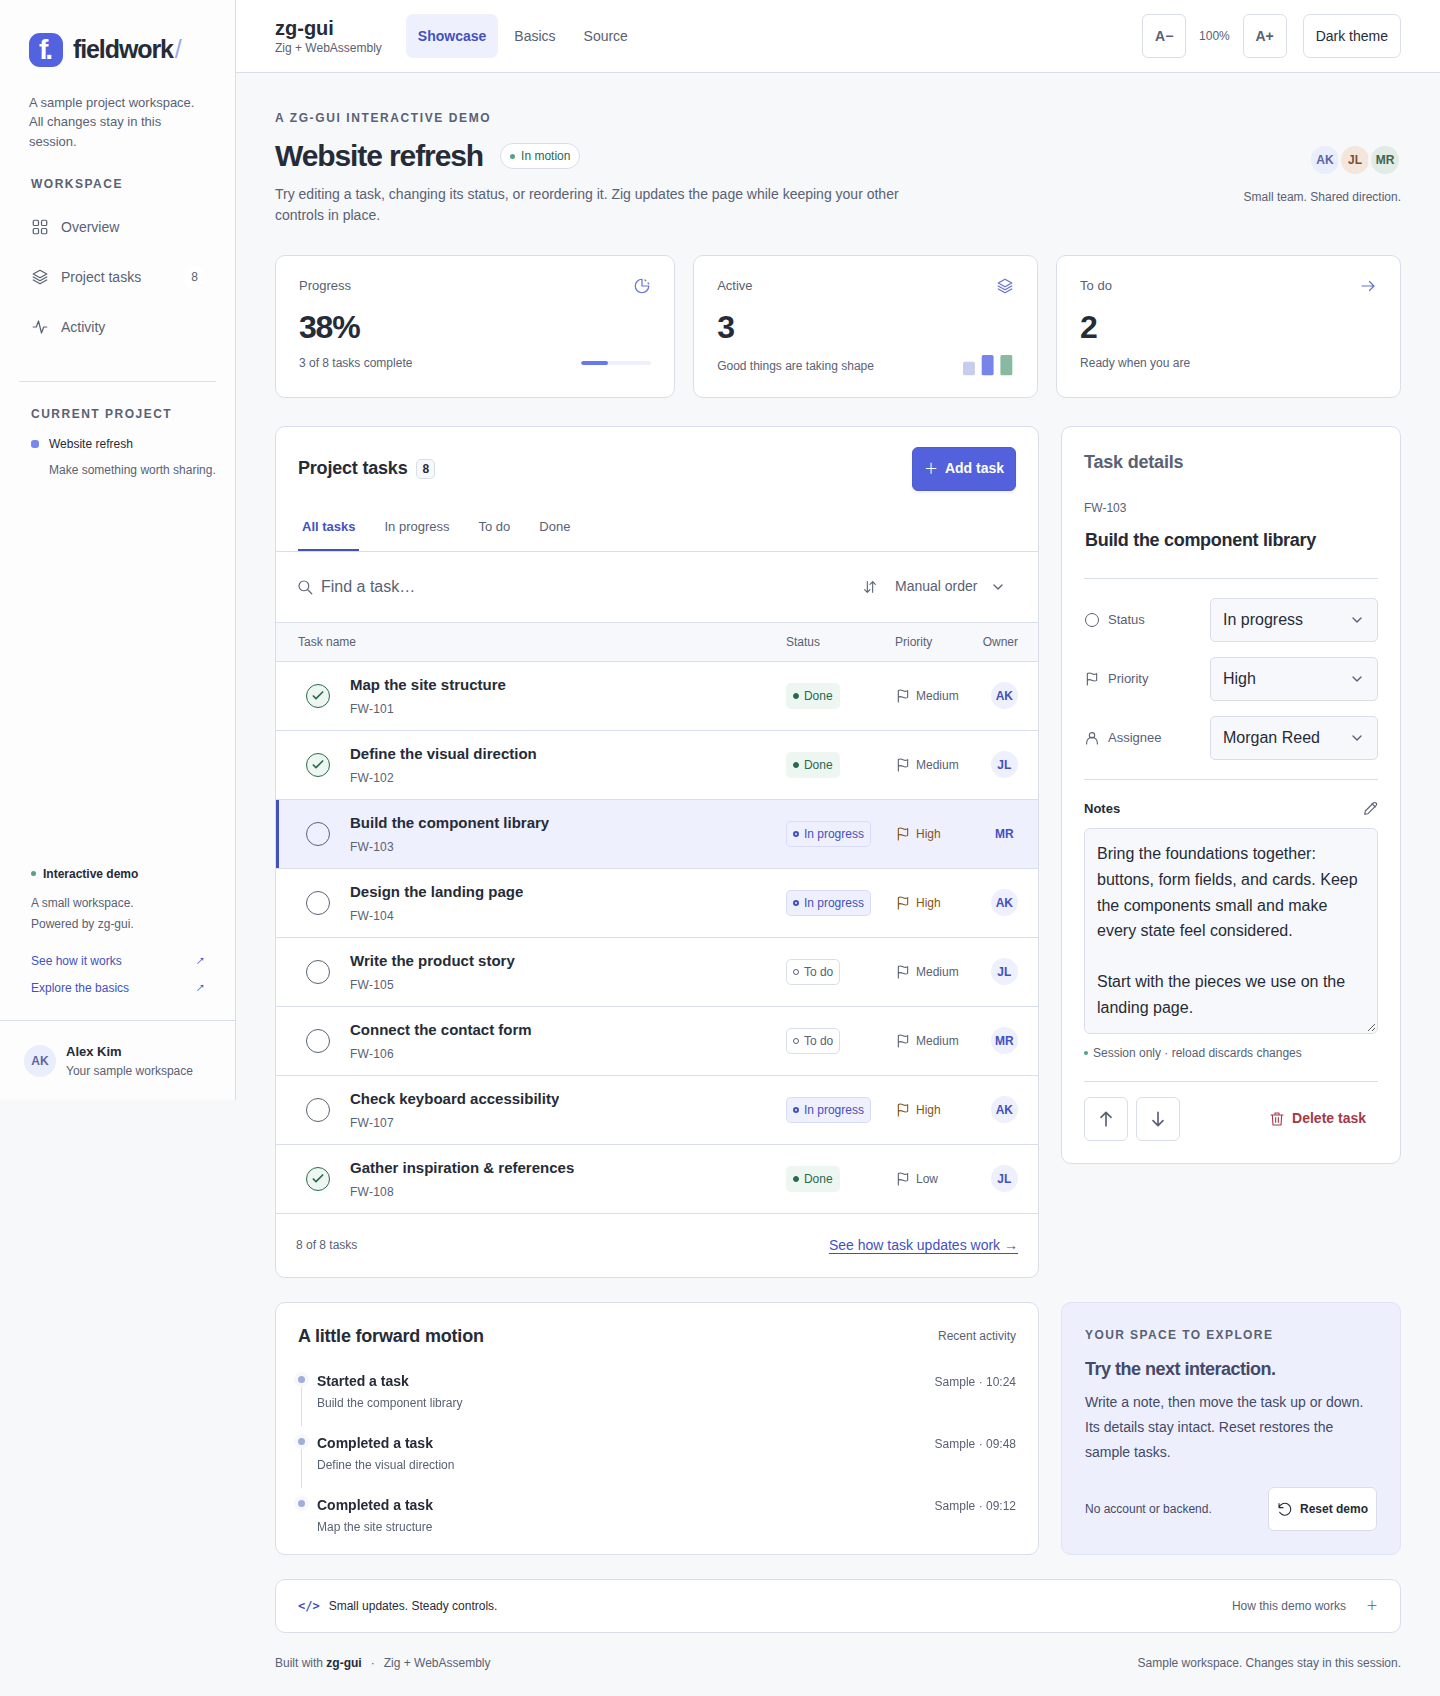 f. fieldwork/
A sample project workspace.
All changes stay in this
session.
WORKSPACE
Overview
Project tasks 8
Activity
CURRENT PROJECT
Website refresh
Make something worth sharing.
Interactive demo
A small workspace.
Powered by zg-gui.
See how it works ↗
Explore the basics ↗
AK
Alex Kim
Your sample workspace
zg-gui
Zig + WebAssembly
Showcase Basics Source
A− 100% A+ Dark theme
A ZG-GUI INTERACTIVE DEMO
Website refresh In motion
Try editing a task, changing its status, or reordering it. Zig updates the page while keeping your other
controls in place.
AK JL MR
Small team. Shared direction.
Progress
38%
3 of 8 tasks complete
Active
3
Good things are taking shape
To do
2
Ready when you are
Project tasks 8
+ Add task
All tasks In progress To do Done
Find a task…
Manual order
Task name Status Priority Owner
Map the site structure
FW-101
Done Medium AK
Define the visual direction
FW-102
Done Medium JL
Build the component library
FW-103
In progress High MR
Design the landing page
FW-104
In progress High AK
Write the product story
FW-105
To do Medium JL
Connect the contact form
FW-106
To do Medium MR
Check keyboard accessibility
FW-107
In progress High AK
Gather inspiration & references
FW-108
Done Low JL
8 of 8 tasks
See how task updates work →
Task details
FW-103
Build the component library
Status In progress
Priority High
Assignee Morgan Reed
Notes
Bring the foundations together:
buttons, form fields, and cards. Keep
the components small and make
every state feel considered.
Start with the pieces we use on the
landing page.
Session only · reload discards changes
Delete task
A little forward motion
Recent activity
Started a task
Build the component library
Sample · 10:24
Completed a task
Define the visual direction
Sample · 09:48
Completed a task
Map the site structure
Sample · 09:12
YOUR SPACE TO EXPLORE
Try the next interaction.
Write a note, then move the task up or down.
Its details stay intact. Reset restores the
sample tasks.
No account or backend.
Reset demo
</> Small updates. Steady controls.
How this demo works +
Built with zg-gui · Zig + WebAssembly
Sample workspace. Changes stay in this session.